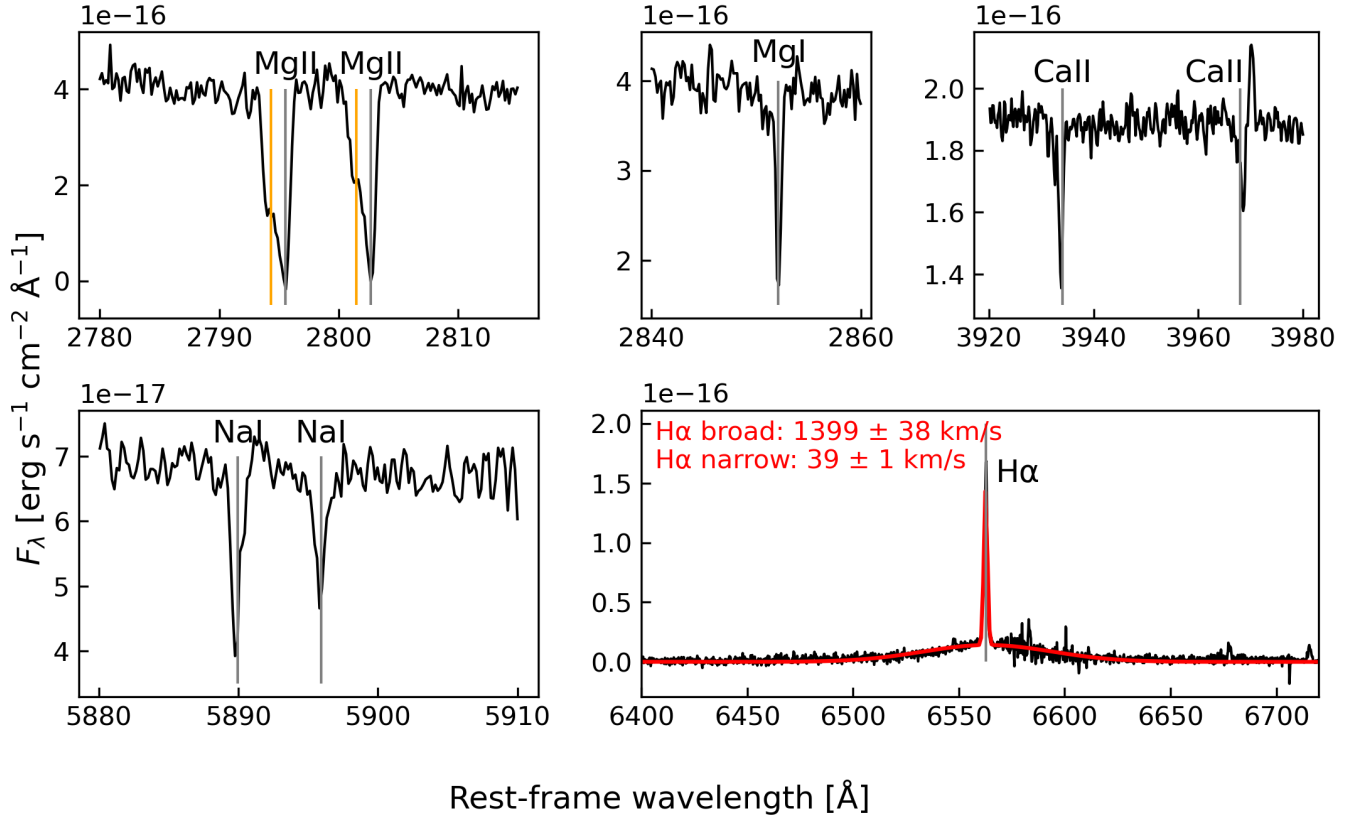 1e−16
MgII MgII
4
2
0
2780 2790 2800 2810
1e−16
MgI
4
3
2
2840 2860
1e−16
CaII CaII
2.0
1.8
1.6
1.4
3920 3940 3960 3980
1e−17
NaI NaI
7
6
5
4
5880 5890 5900 5910
1e−16
Hα broad: 1399 ± 38 km/s
Hα narrow: 39 ± 1 km/s
Hα
2.0
1.5
1.0
0.5
0.0
6400 6450 6500 6550 6600 6650 6700
Fλ [erg s⁻¹ cm⁻² Å⁻¹]
Rest-frame wavelength [Å]